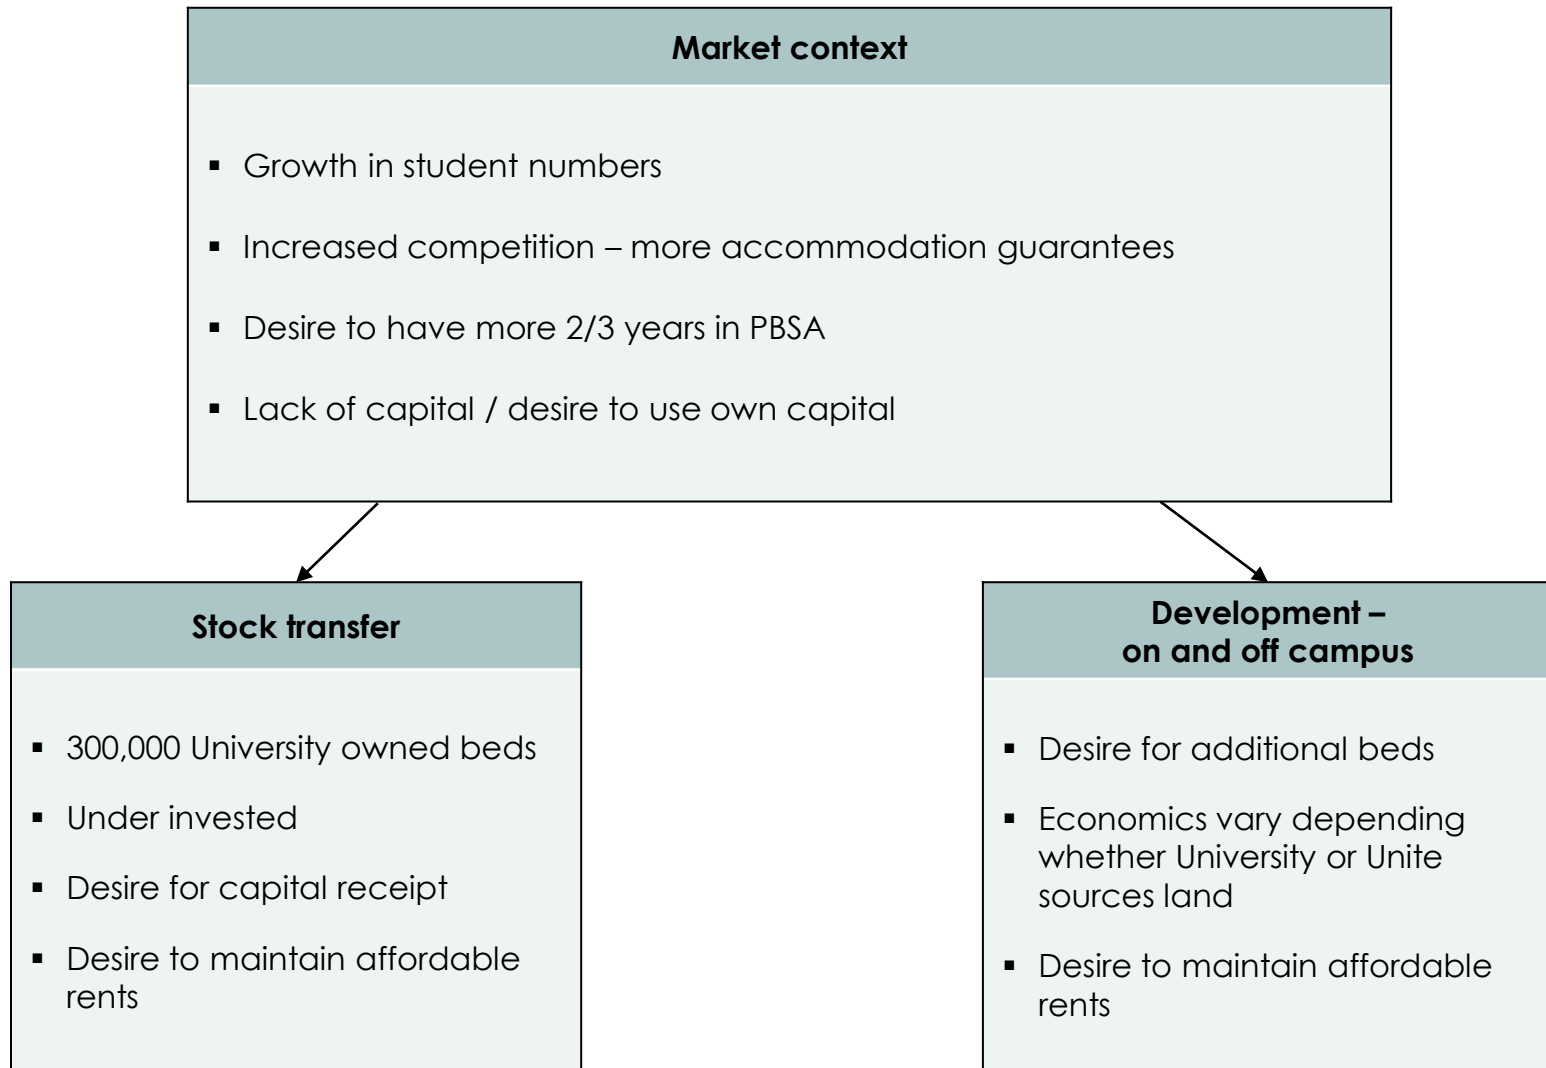 Market context
▪ Growth in student numbers
▪ Increased competition – more accommodation guarantees
▪ Desire to have more 2/3 years in PBSA
▪ Lack of capital / desire to use own capital
Stock transfer
▪ 300,000 University owned beds
▪ Under invested
▪ Desire for capital receipt
▪ Desire to maintain affordable
rents
Development –
on and off campus
▪ Desire for additional beds
▪ Economics vary depending
whether University or Unite
sources land
▪ Desire to maintain affordable
rents